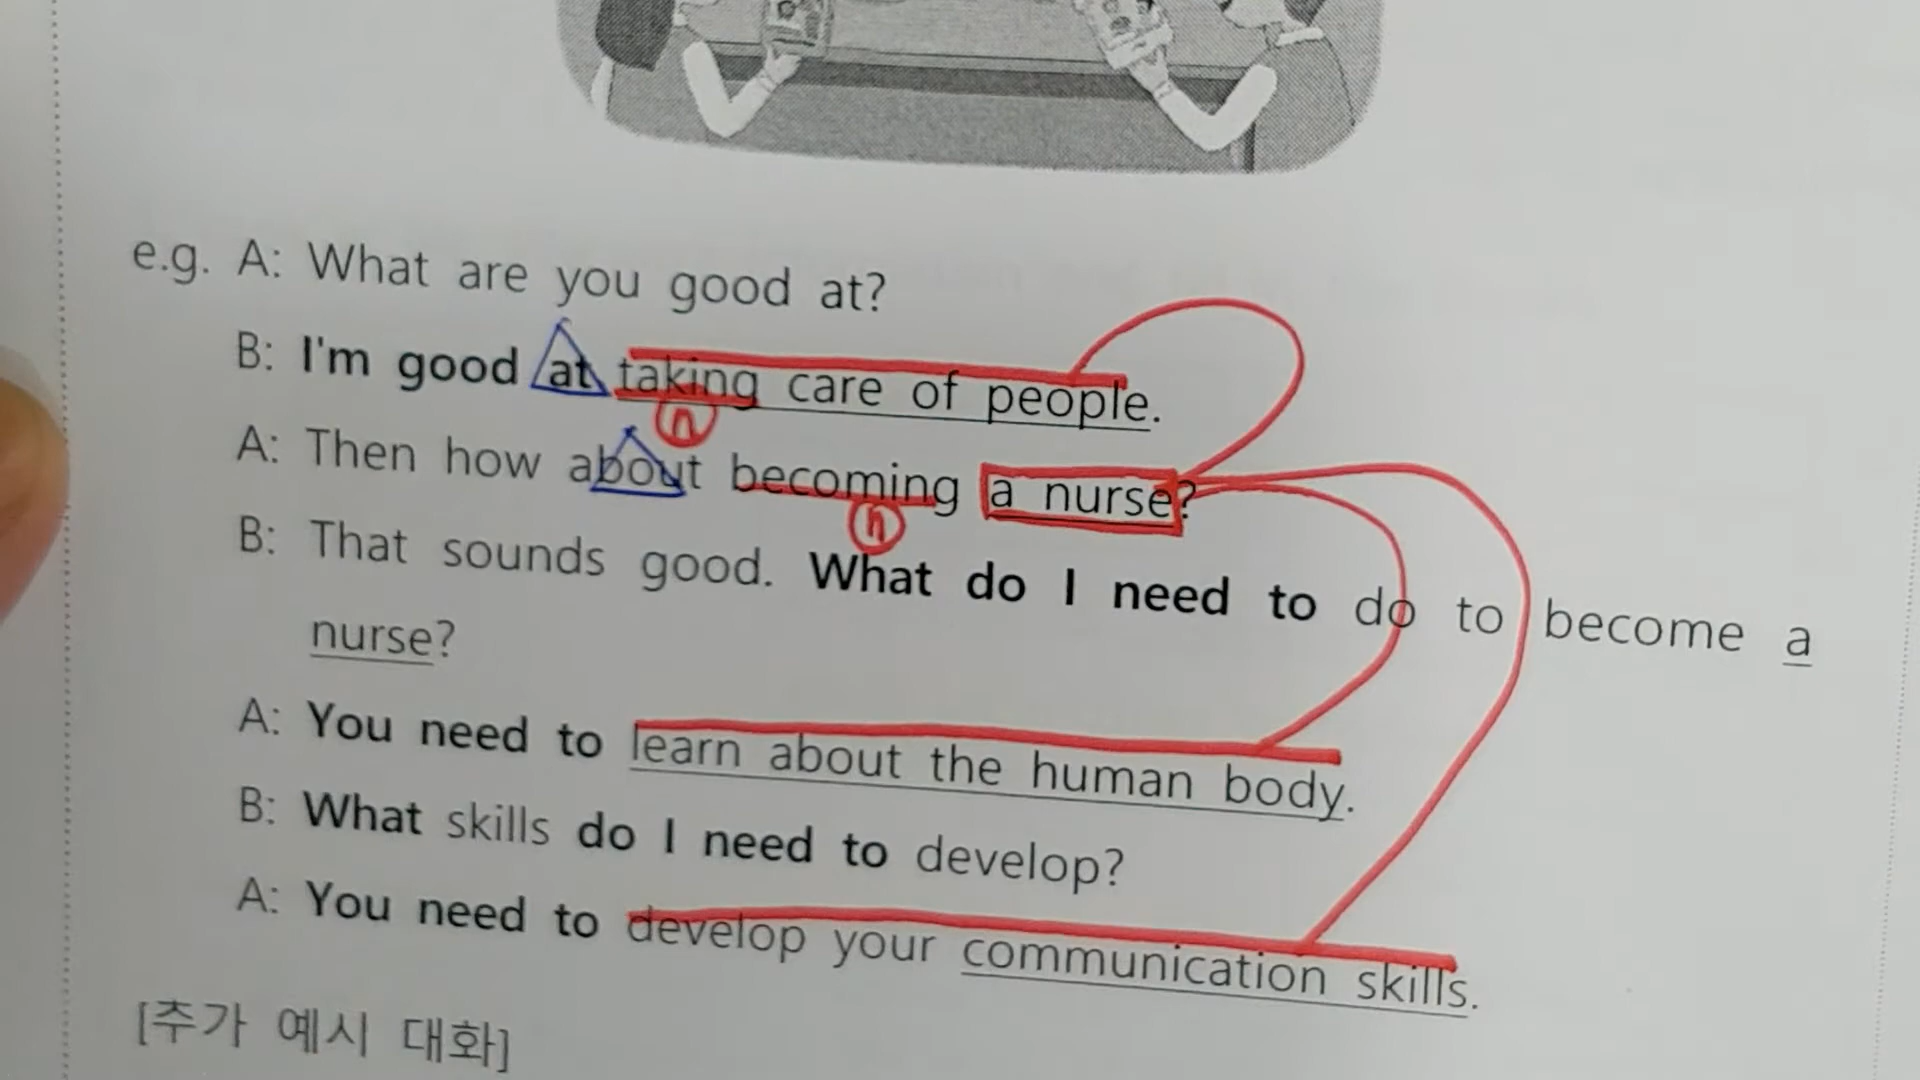 e.g. A: What are you good at?
B: I'm good at taking care of people.
n
A: Then how about becoming a nurse?
n
B: That sounds good. What do I need to do to become a
nurse?
A: You need to learn about the human body.
B: What skills do I need to develop?
A: You need to develop your communication skills.
[추가 예시 대화]